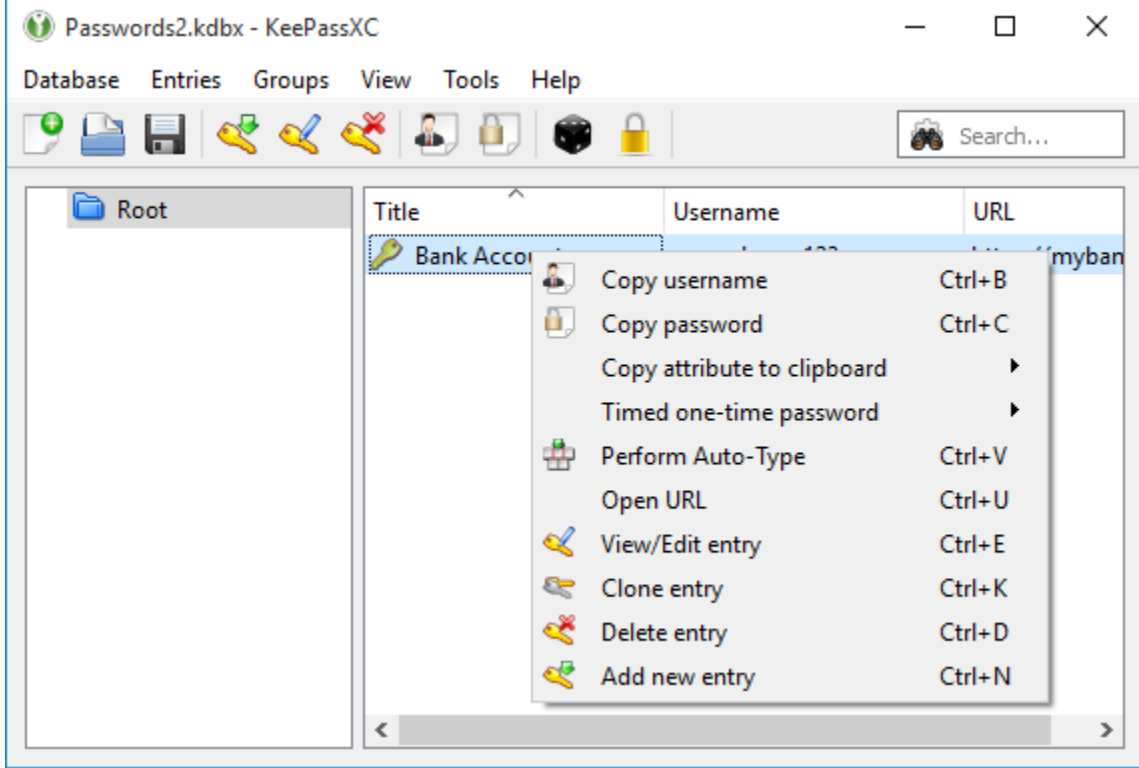 Passwords2.kdbx - KeePassXC
Database Entries Groups View Tools Help
Search...
Root
Title Username URL
Bank
Copy username Ctrl+B
Copy password Ctrl+C
Copy attribute to clipboard
Timed one-time password
Perform Auto-Type Ctrl+V
Open URL Ctrl+U
View/Edit entry Ctrl+E
Clone entry Ctrl+K
Delete entry Ctrl+D
Add new entry Ctrl+N